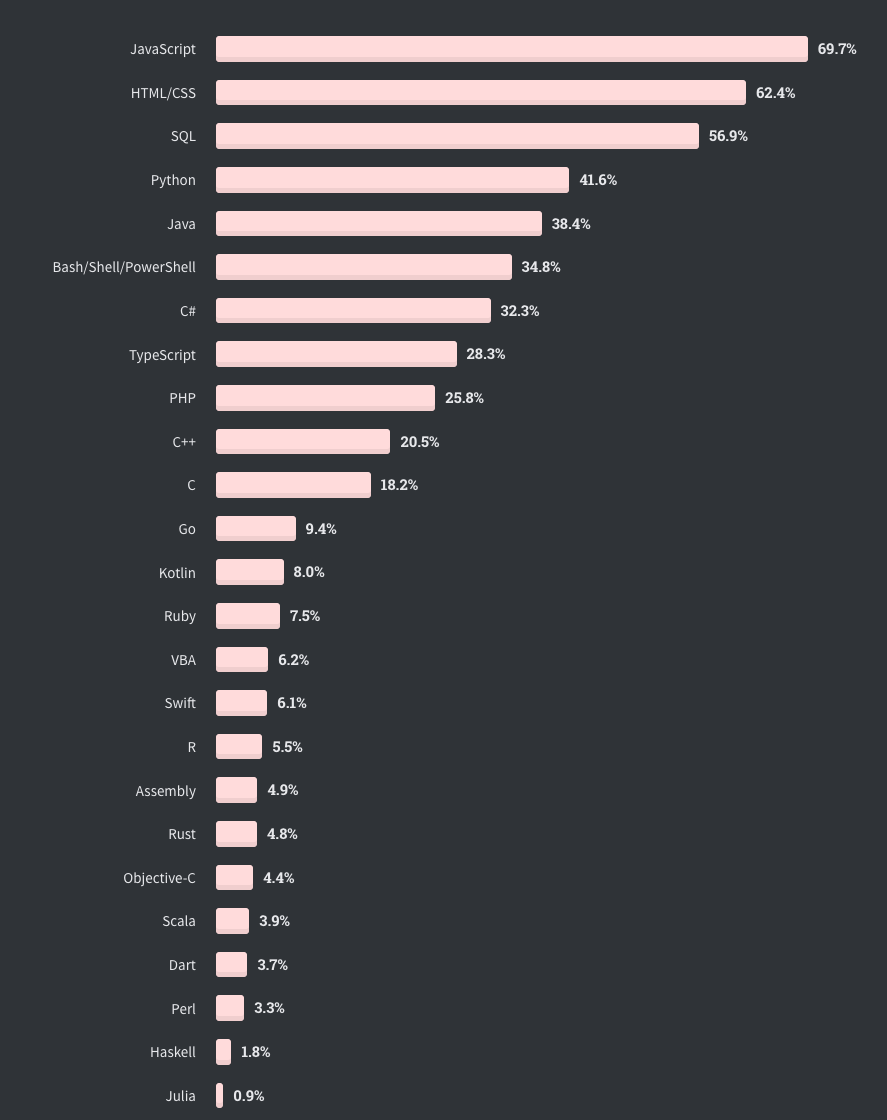 JavaScript 69.7%
HTML/CSS 62.4%
SQL 56.9%
Python 41.6%
Java 38.4%
Bash/Shell/PowerShell 34.8%
C# 32.3%
TypeScript 28.3%
PHP 25.8%
C++ 20.5%
C 18.2%
Go 9.4%
Kotlin 8.0%
Ruby 7.5%
VBA 6.2%
Swift 6.1%
R 5.5%
Assembly 4.9%
Rust 4.8%
Objective-C 4.4%
Scala 3.9%
Dart 3.7%
Perl 3.3%
Haskell 1.8%
Julia 0.9%